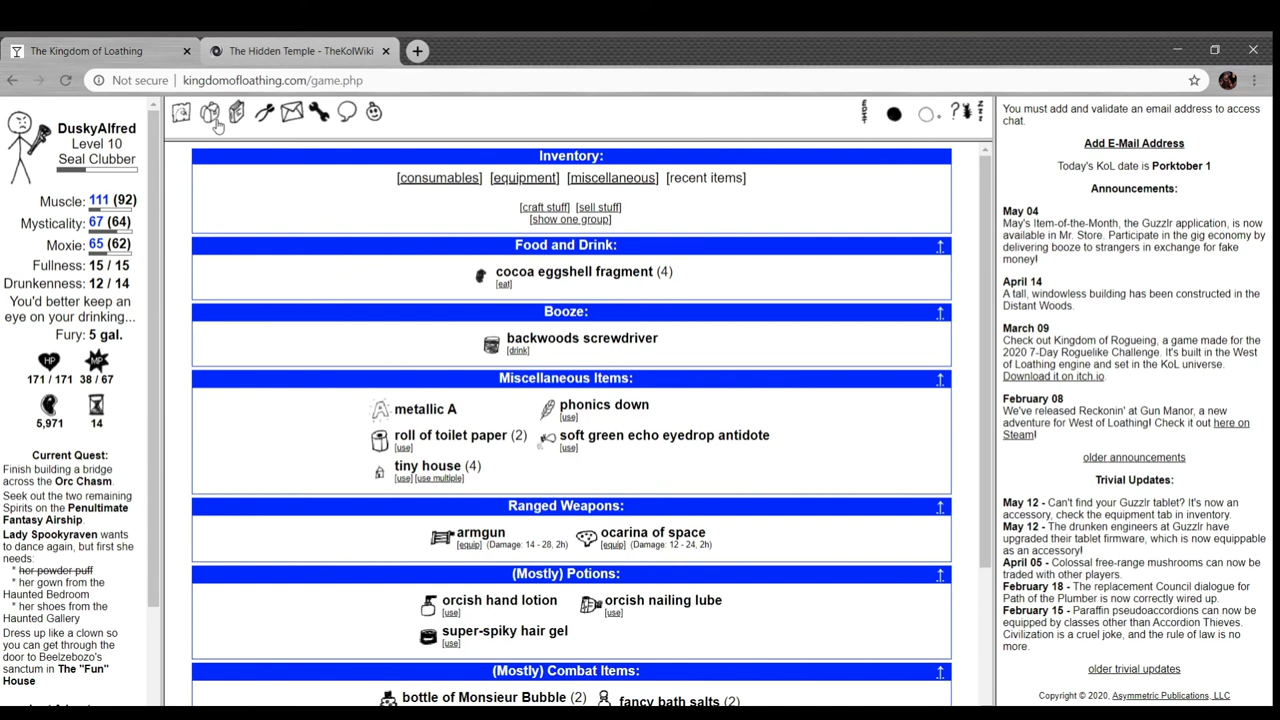 The Kingdom of Loathing
The Hidden Temple - TheKolWiki
Not secure
kingdomofloathing.com/game.php
DuskyAlfred
Level 10
Seal Clubber
Muscle: 111 (92)
Mysticality: 67 (64)
Moxie: 65 (62)
Fullness: 15 / 15
Drunkenness: 12 / 14
You'd better keep an
eye on your drinking...
Fury: 5 gal.
HP
MP
171 / 171
38 / 67
5,971
14
Current Quest:
Finish building a bridge
across the Orc Chasm.
Seek out the two remaining
Spirits on the Penultimate
Fantasy Airship.
Lady Spookyraven wants
to dance again, but first she
needs:
* her powder puff
* her gown from the
Haunted Bedroom
* her shoes from the
Haunted Gallery
Dress up like a clown so
you can get through the
door to Beelzebozo's
sanctum in The "Fun"
House
Inventory:
[consumables] [equipment] [miscellaneous] [recent items]
[craft stuff] [sell stuff]
[show one group]
Food and Drink:
cocoa eggshell fragment (4)
[eat]
Booze:
backwoods screwdriver
[drink]
Miscellaneous Items:
metallic A
phonics down
[use]
roll of toilet paper (2)
[use]
soft green echo eyedrop antidote
[use]
tiny house (4)
[use] [use multiple]
Ranged Weapons:
armgun
[equip] (Damage: 14 - 28, 2h)
ocarina of space
[equip] (Damage: 12 - 24, 2h)
(Mostly) Potions:
orcish hand lotion
[use]
orcish nailing lube
[use]
super-spiky hair gel
[use]
(Mostly) Combat Items:
bottle of Monsieur Bubble (2)
fancy bath salts (2)
You must add and validate an email address to access
chat.
Add E-Mail Address
Today's KoL date is Porktober 1
Announcements:
May 04
May's Item-of-the-Month, the Guzzlr application, is now
available in Mr. Store. Participate in the gig economy by
delivering booze to strangers in exchange for fake
money!
April 14
A tall, windowless building has been constructed in the
Distant Woods.
March 09
Check out Kingdom of Rogueing, a game made for the
2020 7-Day Roguelike Challenge. It's built in the West
of Loathing engine and set in the KoL universe.
Download it on itch.io.
February 08
We've released Reckonin' at Gun Manor, a new
adventure for West of Loathing! Check it out here on
Steam!
older announcements
Trivial Updates:
May 12 - Can't find your Guzzlr tablet? It's now an
accessory, check the equipment tab in inventory.
May 12 - The drunken engineers at Guzzlr have
upgraded their tablet firmware, which is now equippable
as an accessory!
April 05 - Colossal free-range mushrooms can now be
traded with other players.
February 18 - The replacement Council dialogue for
Path of the Plumber is now correctly wired up.
February 15 - Paraffin pseudoaccordions can now be
equipped by classes other than Accordion Thieves.
Civilization is a cruel joke, and the rule of law is no
more.
older trivial updates
Copyright © 2020, Asymmetric Publications, LLC